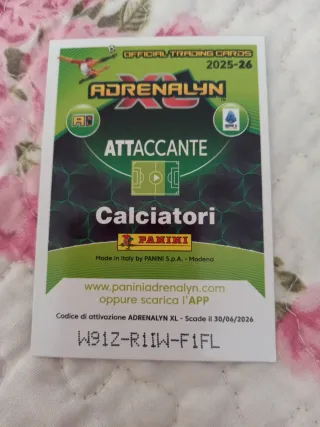 OFFICIAL TRADING CARDS
2025-26
ADRENALYN
XL
ATTACCANTE
Calciatori
PANINI
Made in Italy by PANINI S.p.A. - Modena
www.paniniadrenalyn.com
oppure scarica l'APP
Codice di attivazione ADRENALYN XL - Scade il 30/06/2026
W91Z-R1IW-F1FL